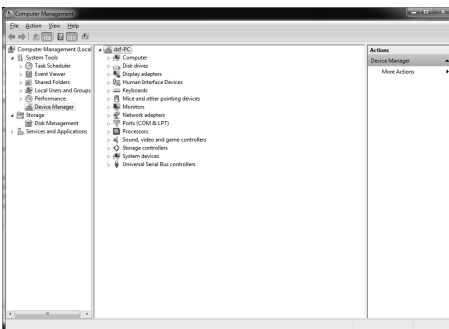 Computer Management
File Action View Help
Computer Management (Local
System Tools
Task Scheduler
Event Viewer
Shared Folders
Local Users and Groups
Performance
Device Manager
Storage
Disk Management
Services and Applications
dcf-PC
Computer
Disk drives
Display adapters
Human Interface Devices
Keyboards
Mice and other pointing devices
Monitors
Network adapters
Ports (COM & LPT)
Processors
Sound, video and game controllers
Storage controllers
System devices
Universal Serial Bus controllers
Actions
Device Manager
More Actions